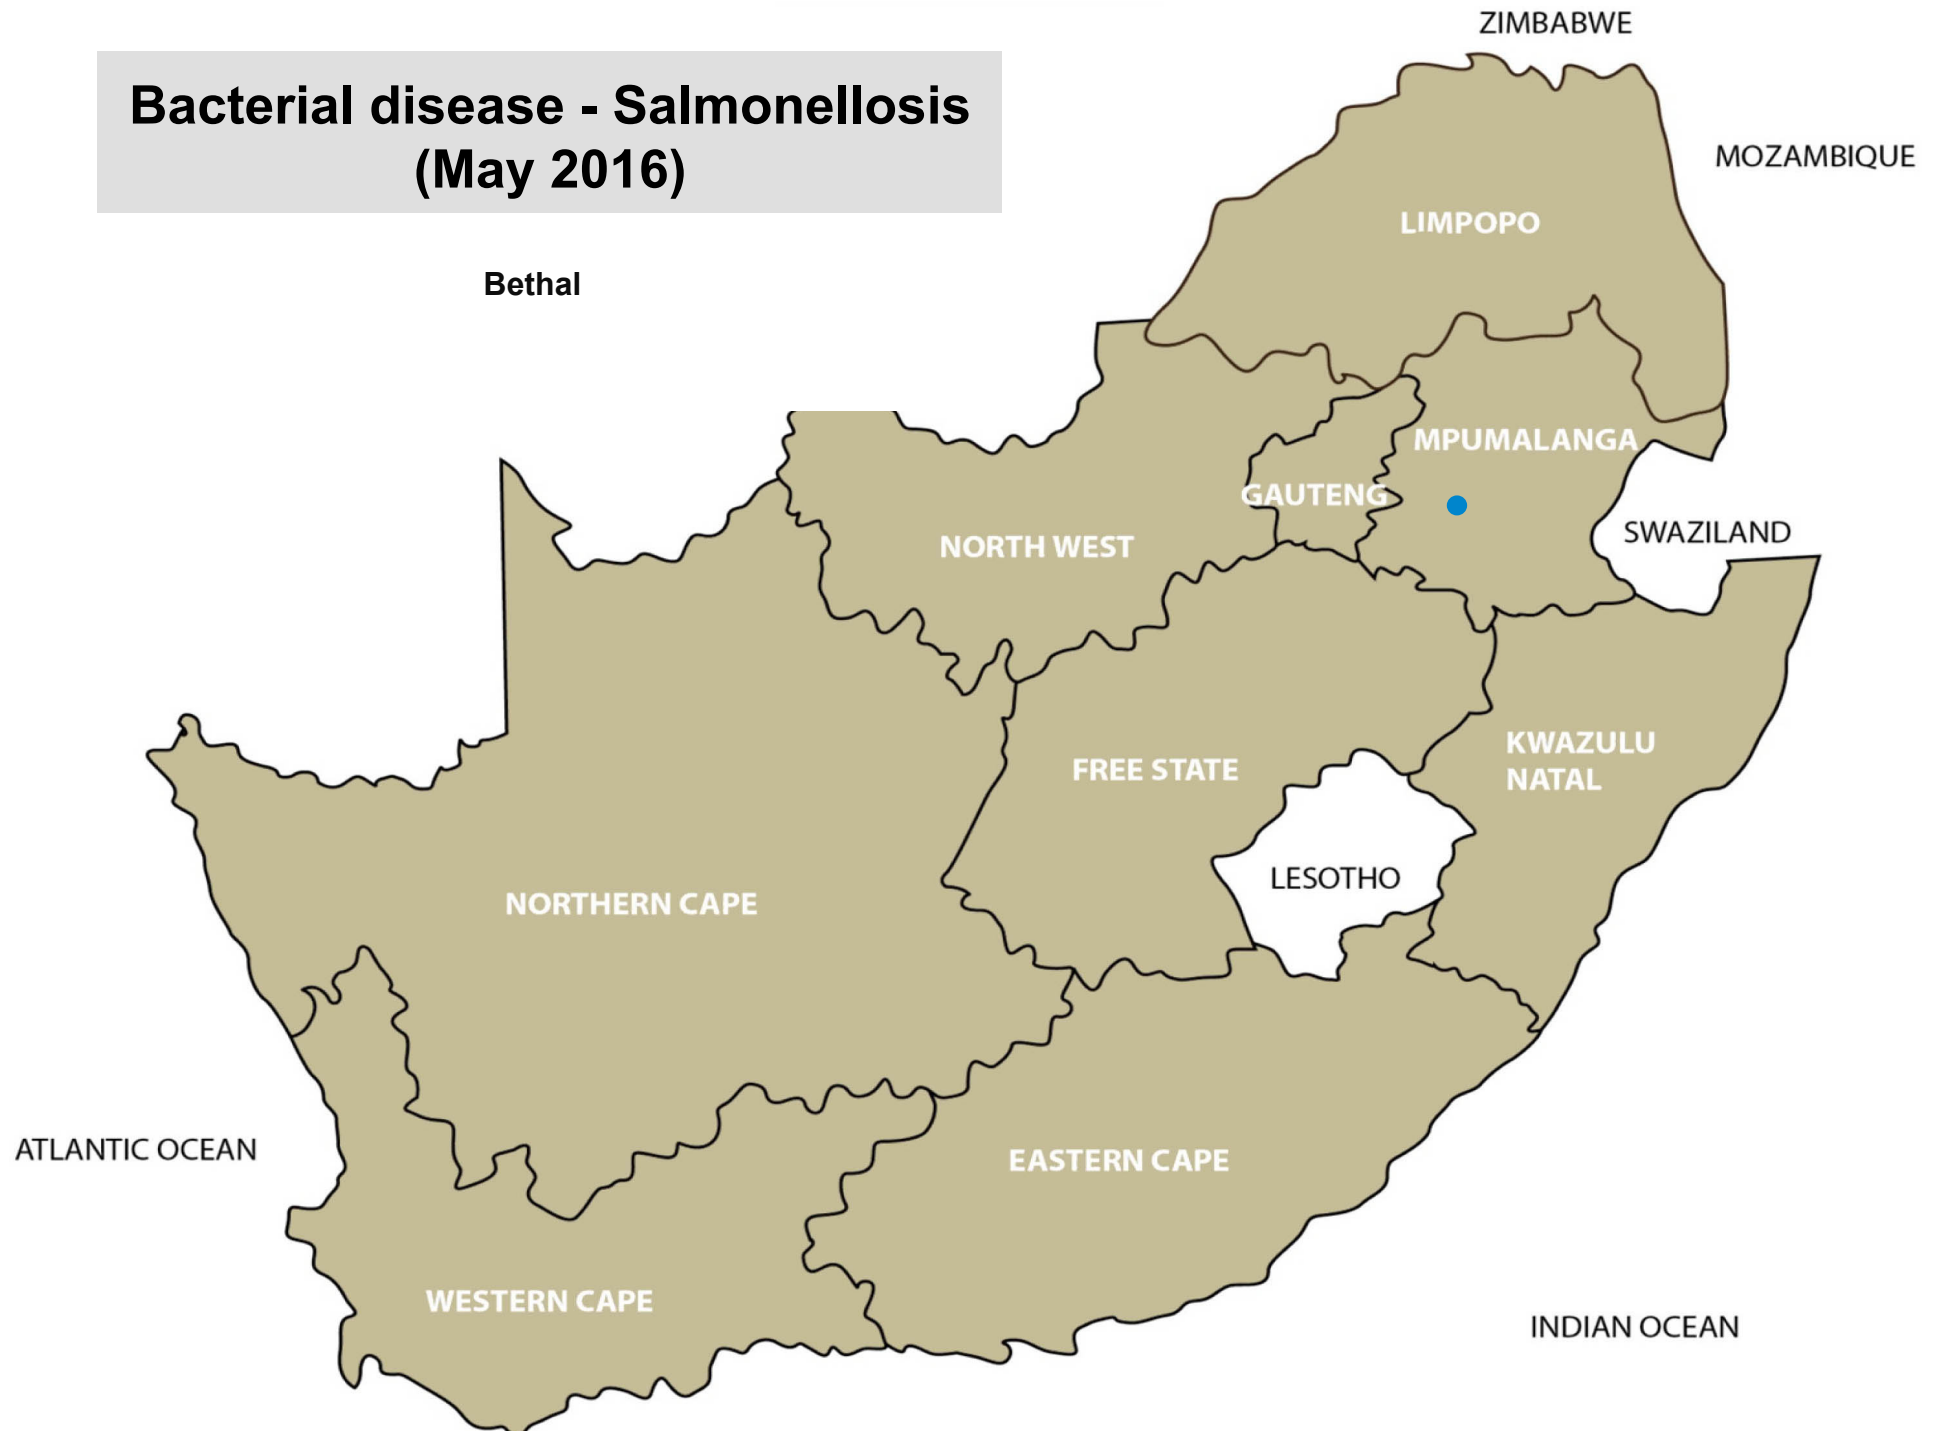 ZIMBABWE
Bacterial disease - Salmonellosis
(May 2016)
MOZAMBIQUE
LIMPOPO
Bethal
MPUMALANGA
GAUTENG
SWAZILAND
NORTH WEST
KWAZULU
NATAL
FREE STATE
LESOTHO
NORTHERN CAPE
ATLANTIC OCEAN
EASTERN CAPE
WESTERN CAPE
INDIAN OCEAN